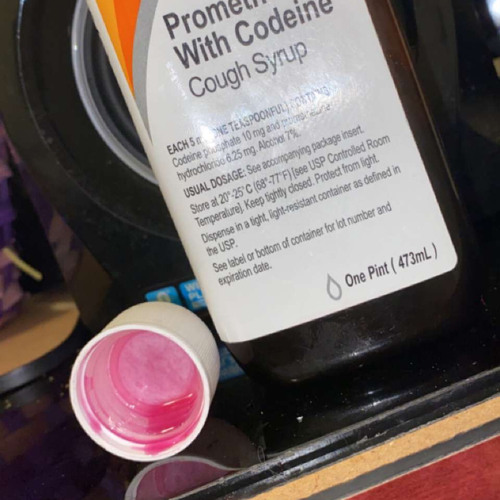 With Codeine
Cough Syrup
EACH 5 TEASPOONFUL)
Codeine phosphate 10 mg and
hydrochloride 6.25 mg. Alcohol 7%.
USUAL DOSAGE: See accompanying package insert.
Store at 20°-25°C (68°-77°F) [see USP Controlled Room
Temperature]. Keep tightly closed. Protect from light.
Dispense in a tight, light-resistant container as defined in
the USP.
See label or bottom of container for lot number and
expiration date.
One Pint ( 473mL )